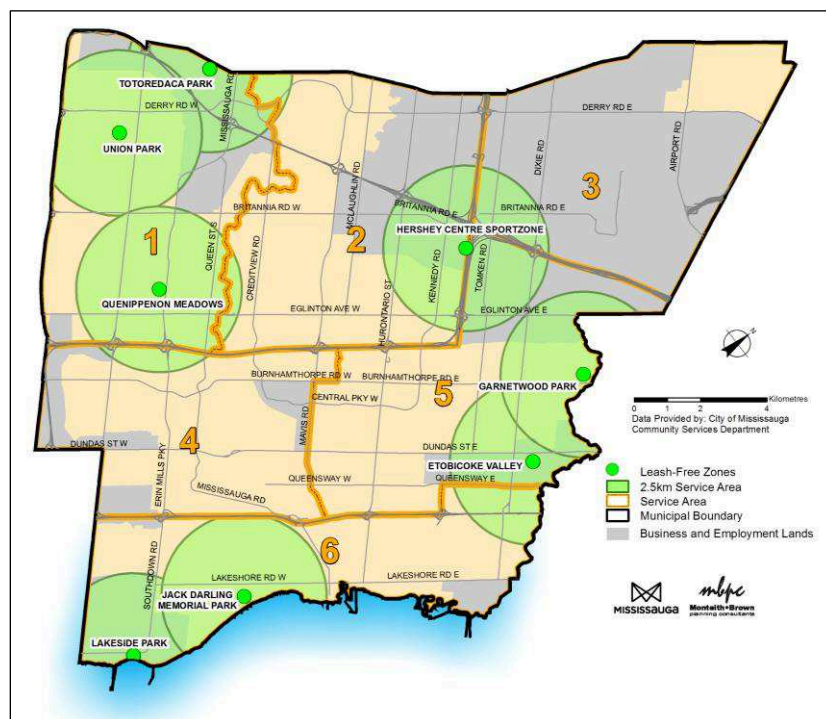 TOTOREDACA PARK
MISSISSAUGA RD
DERRY RD W
DERRY RD E
UNION PARK
DIXIE RD
AIRPORT RD
3
MCLAUGHLIN RD
BRITANNIA RD W
BRITANNIA RD E
BRITANNIA RD E
1
2
QUEEN ST S
CREDITVIEW RD
HERSHEY CENTRE SPORTZONE
KENNEDY RD
TOMKEN RD
HURONTARIO ST
QUENIPPENON MEADOWS
EGLINTON AVE W
EGLINTON AVE E
BURNHAMTHORPE RD W
BURNHAMTHORPE RD E
GARNETWOOD PARK
CENTRAL PKY W
5
4
MAVIS RD
DUNDAS ST W
DUNDAS ST E
ETOBICOKE VALLEY
ERIN MILLS PKY
QUEENSWAY W
QUEENSWAY E
MISSISSAUGA RD
6
SOUTHDOWN RD
LAKESHORE RD W
LAKESHORE RD E
JACK DARLING
MEMORIAL PARK
LAKESIDE PARK
N
0 1 2 4 Kilometres
Data Provided by: City of Mississauga
Community Services Department
Leash-Free Zones
2.5km Service Area
Service Area
Municipal Boundary
Business and Employment Lands
MISSISSAUGA
mbpc
Monteith+Brown
planning consultants